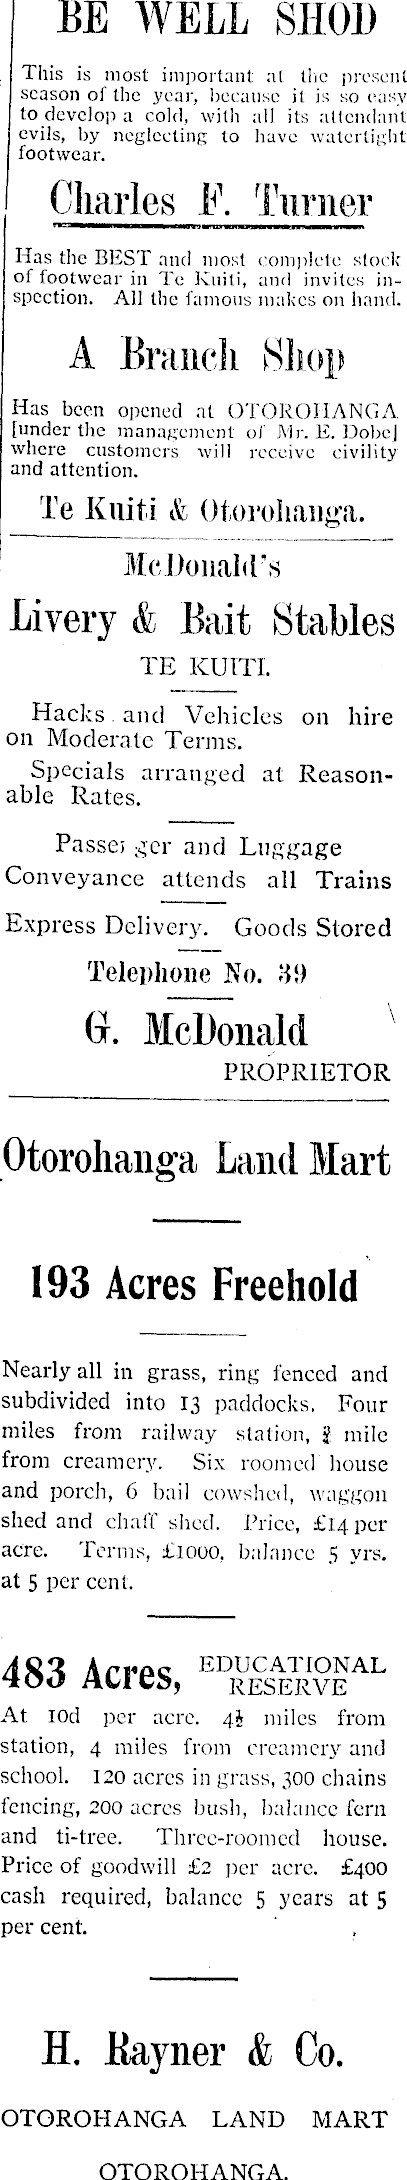 BE WELL SHOD
This is most important at the present
season of the year, because it is so easy
to develop a cold, with all its attendant
evils, by neglecting to have watertight
footwear.
Charles F. Turner
Has the BEST and most complete stock
of footwear in Te Kuiti, and invites in-
spection. All the famous makes on hand.
A Branch Shop
Has been opened at OTOROHANGA
[under the management of Mr. E. Dobe]
where customers will receive civility
and attention.
Te Kuiti & Otorohanga.
McDonald's
Livery & Bait Stables
TE KUITI.
Hacks and Vehicles on hire
on Moderate Terms.
Specials arranged at Reason-
able Rates.
Passenger and Luggage
Conveyance attends all Trains
Express Delivery. Goods Stored
Telephone No. 39
G. McDonald
PROPRIETOR
Otorohanga Land Mart
193 Acres Freehold
Nearly all in grass, ring fenced and
subdivided into 13 paddocks. Four
miles from railway station, ¾ mile
from creamery. Six roomed house
and porch, 6 bail cowshed, waggon
shed and chaff shed. Price, £14 per
acre. Terms, £1000, balance 5 yrs.
at 5 per cent.
483 Acres, EDUCATIONAL
RESERVE
At 10d per acre. 4½ miles from
station, 4 miles from creamery and
school. 120 acres in grass, 300 chains
fencing, 200 acres bush, balance fern
and ti-tree. Three-roomed house.
Price of goodwill £2 per acre. £400
cash required, balance 5 years at 5
per cent.
H. Rayner & Co.
OTOROHANGA LAND MART
OTOROHANGA.